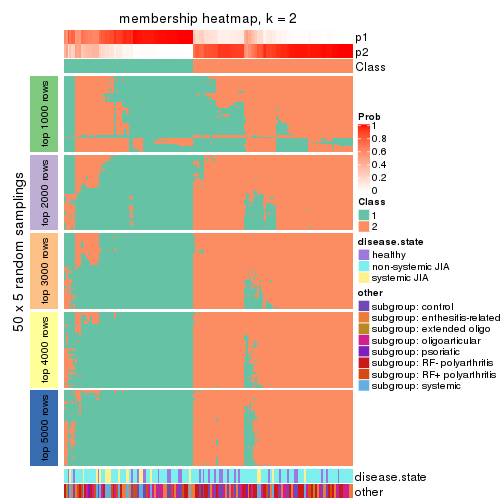 membership heatmap, k = 2
p1
p2
Class
50 x 5 random samplings
top 1000 rows
top 2000 rows
top 3000 rows
top 4000 rows
top 5000 rows
disease.state
other
Prob
1
0.8
0.6
0.4
0.2
0
Class
1
2
disease.state
healthy
non-systemic JIA
systemic JIA
other
subgroup: control
subgroup: enthesitis-related
subgroup: extended oligo
subgroup: oligoarticular
subgroup: psoriatic
subgroup: RF- polyarthritis
subgroup: RF+ polyarthritis
subgroup: systemic